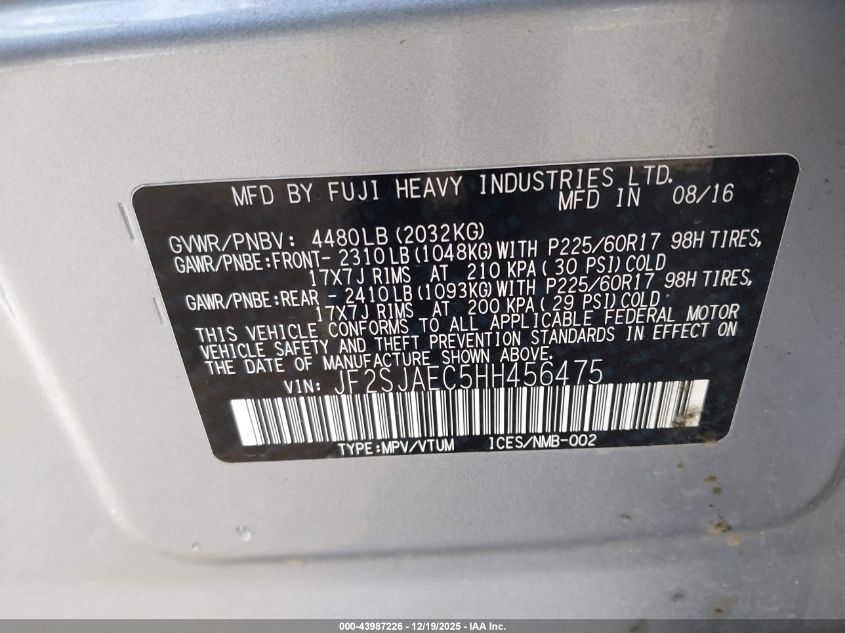 MFD BY FUJI HEAVY INDUSTRIES LTD.
MFD IN 08/16
GVWR/PNBV: 4480LB (2032KG)
GAWR/PNBE:FRONT- 2310 LB (1048KG) WITH P225/60R17 98H TIRES,
17X7J RIMS AT 210 KPA ( 30 PSI) COLD
GAWR/PNBE:REAR - 2410 LB (1093KG) WITH P225/60R17 98H TIRES,
17X7J RIMS AT 200 KPA ( 29 PSI) COLD
THIS VEHICLE CONFORMS TO ALL APPLICABLE FEDERAL MOTOR
VEHICLE SAFETY AND THEFT PREVENTION STANDARDS IN EFFECT ON
THE DATE OF MANUFACTURE SHOWN ABOVE.
VIN: JF2SJAEC5HH456475
TYPE:MPV/VTUM ICES/NMB-002
000-43987226 - 12/19/2025 - IAA Inc.